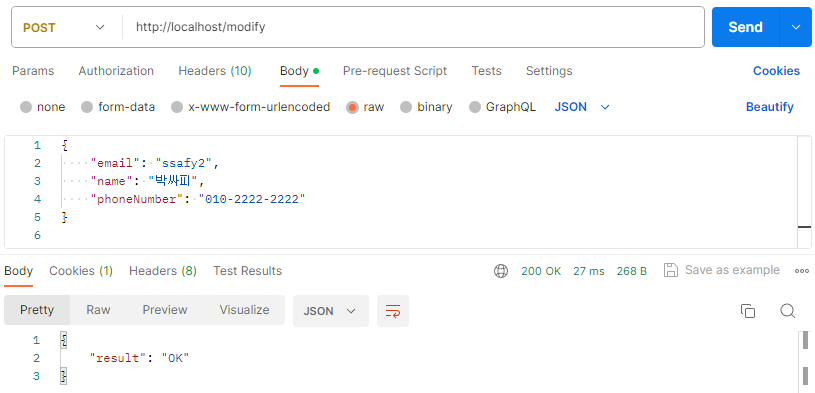 POST http://localhost/modify Send
Params Authorization Headers (10) Body Pre-request Script Tests Settings Cookies
none form-data x-www-form-urlencoded raw binary GraphQL JSON Beautify
1 {
2 "email": "ssafy2",
3 "name": "박싸피",
4 "phoneNumber": "010-2222-2222"
5 }
6
Body Cookies (1) Headers (8) Test Results 200 OK 27 ms 268 B Save as example
Pretty Raw Preview Visualize JSON
1 {
2 "result": "OK"
3 }